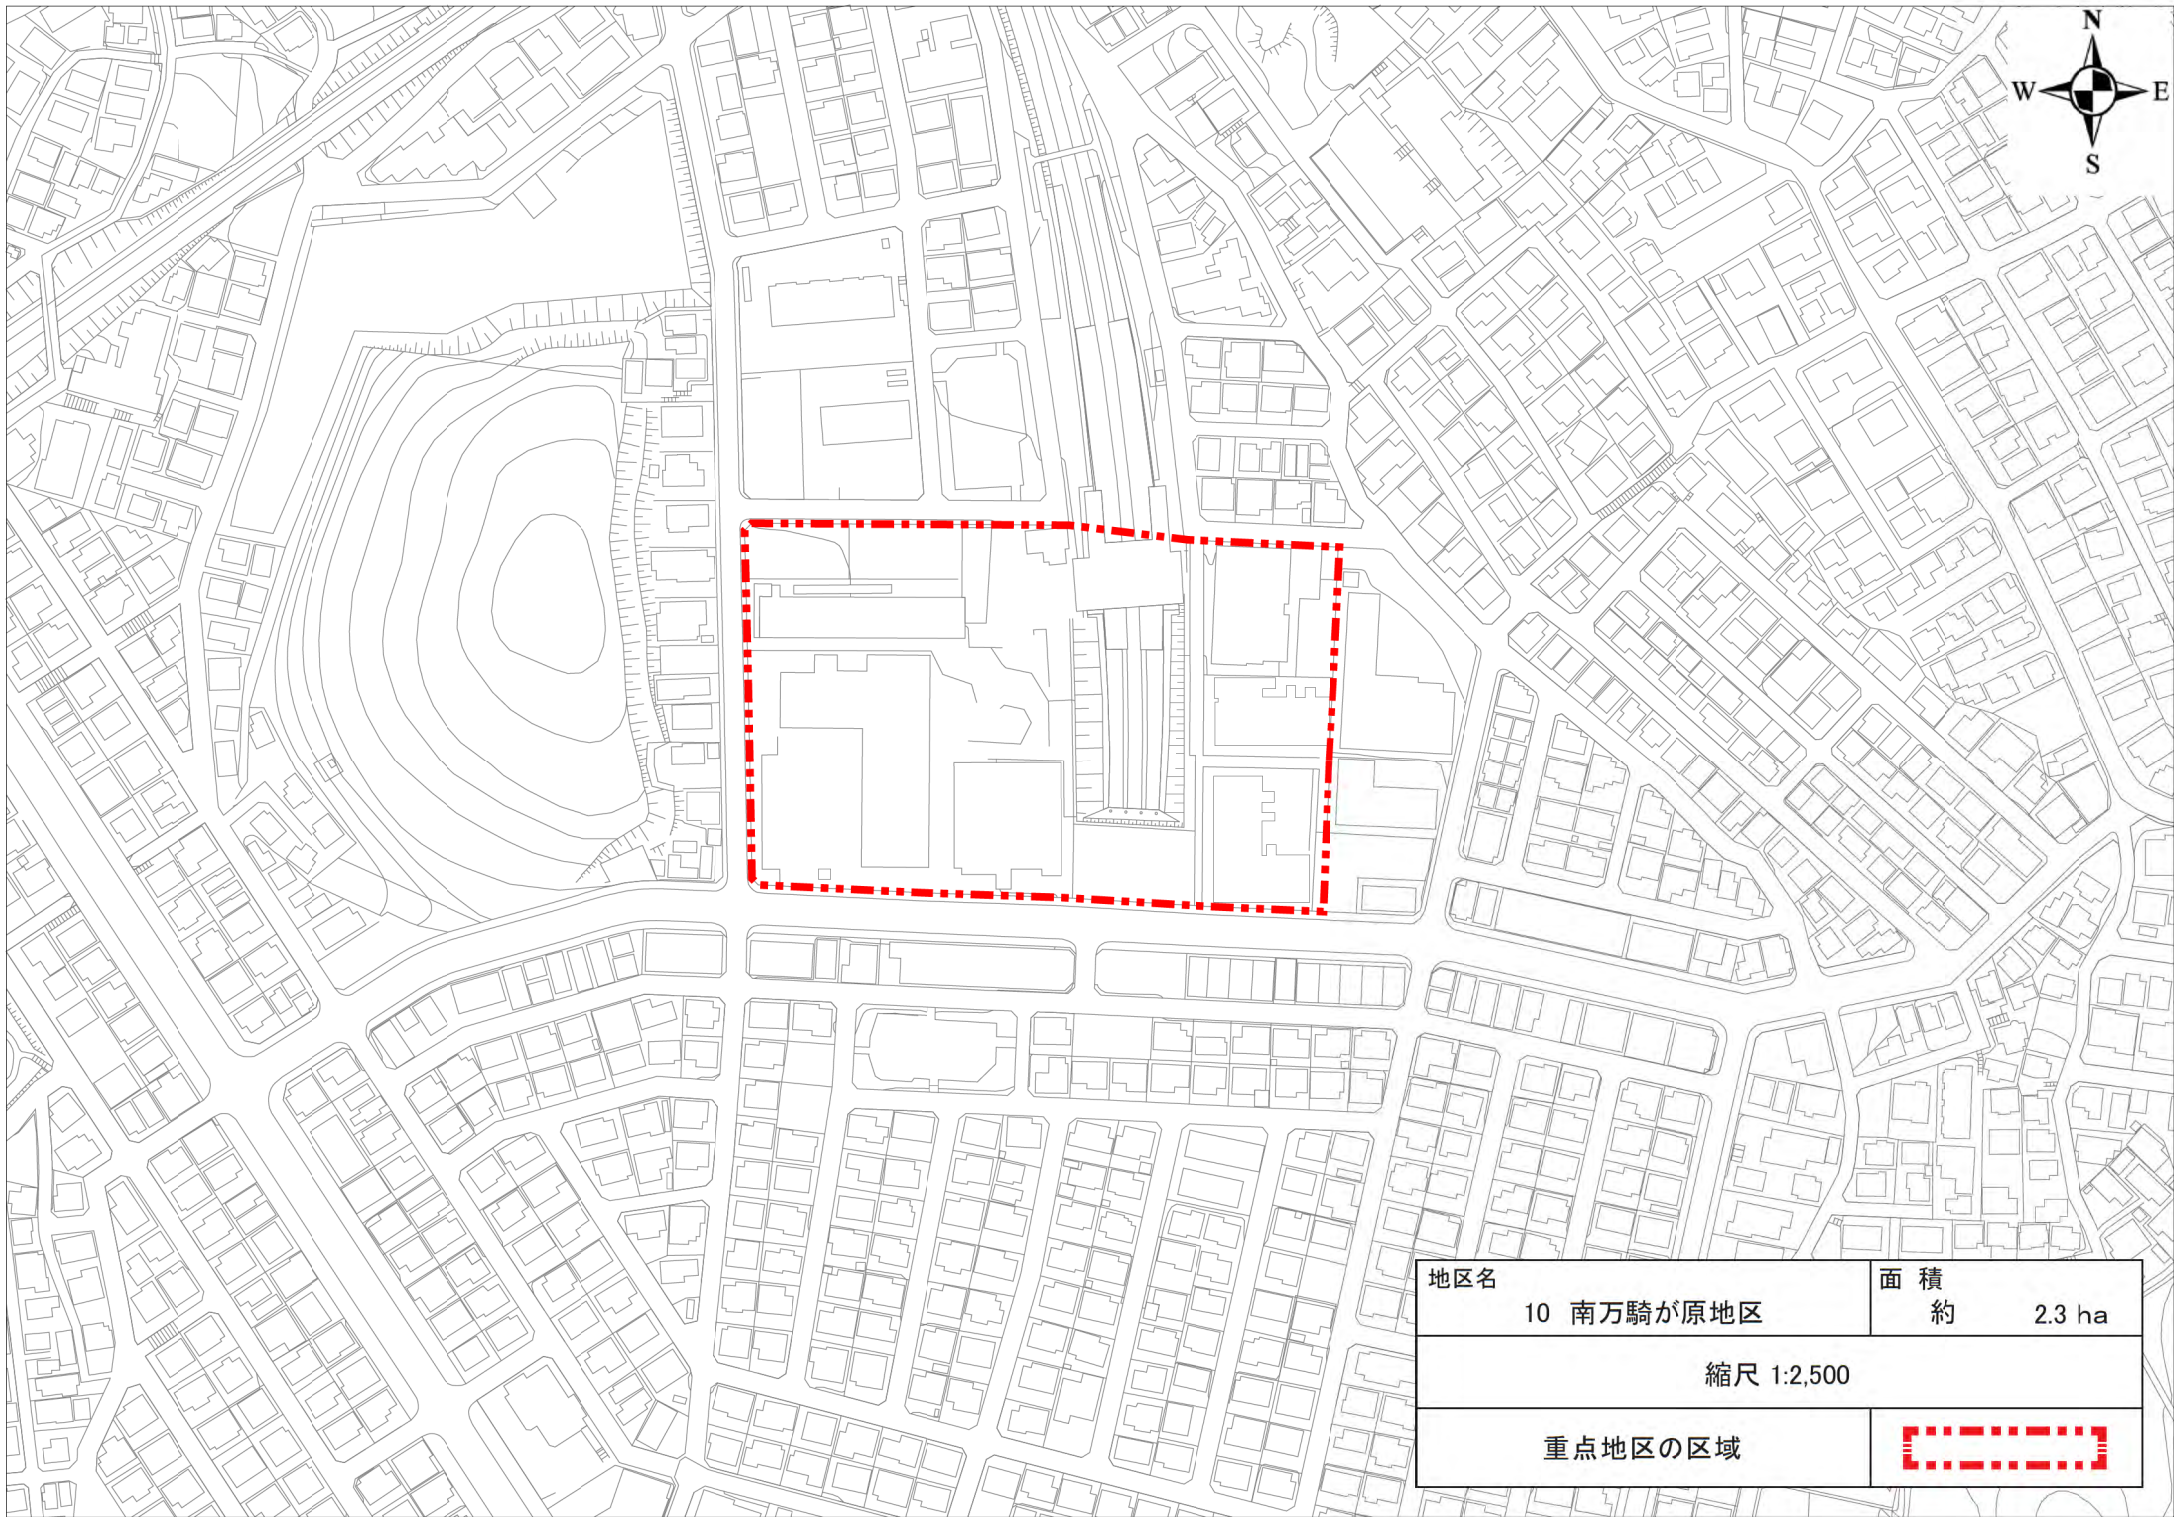 N
W E
S
地区名
10 南万騎が原地区
面 積
約 2.3 ha
縮尺 1:2,500
重点地区の区域